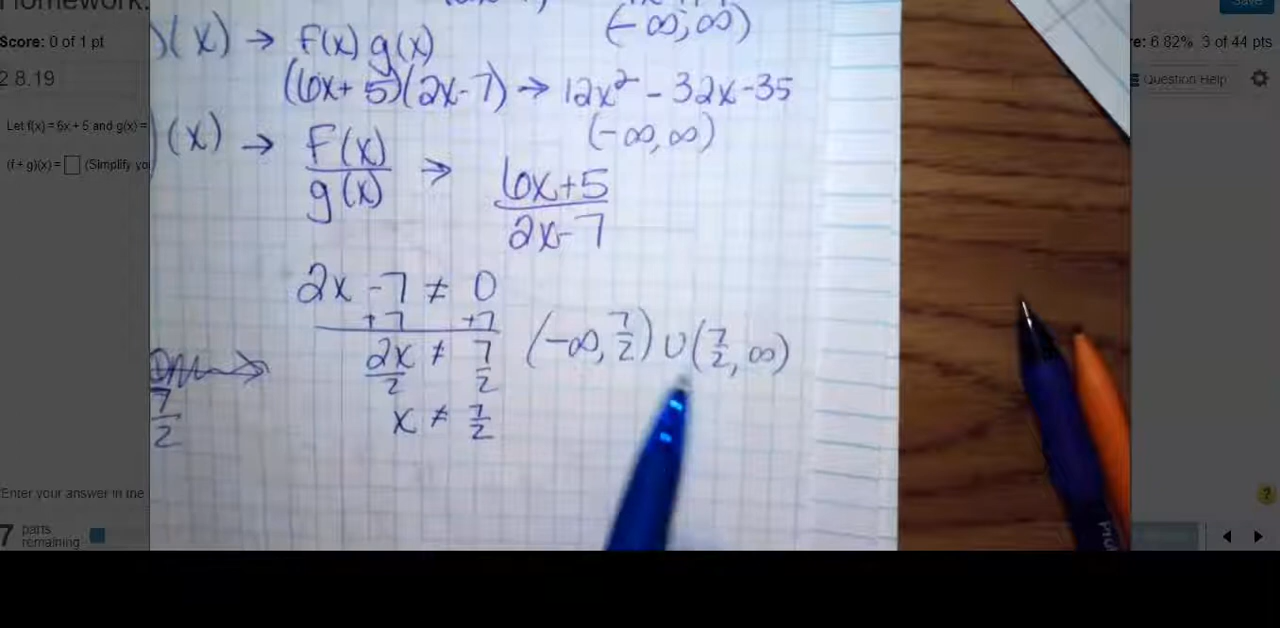 Homework:
Save
Score: 0 of 1 pt
re: 6.82% 3 of 44 pts
2.8.19
Question Help
Let f(x) = 6x + 5 and g(x) =
(f + g)(x) = (Simplify yo
(-∞, ∞)
)(x) → f(x) g(x)
(6x + 5)(2x - 7) → 12x² - 32x - 35
(-∞, ∞)
)(x) → f(x)/g(x) → 6x+5/2x-7
2x - 7 ≠ 0
+7 +7
2x/2 ≠ 7/2
(-∞, 7/2) ∪ (7/2, ∞)
x ≠ 7/2
7/2
Enter your answer in the
?
7 parts
remaining